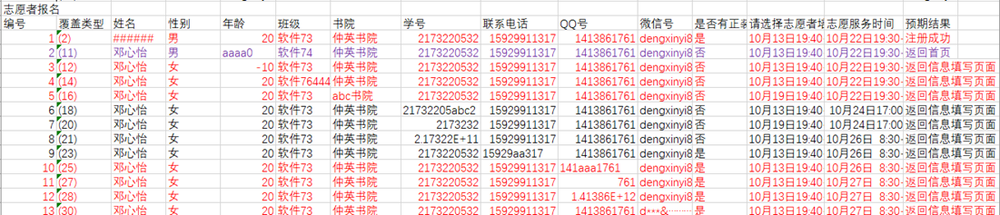 志愿者报名
编号 覆盖类型 姓名 性别 年龄 班级 书院 学号 联系电话 QQ号 微信号 是否有正装 请选择志愿者培 志愿服务时间 预期结果
1 (2) ###### 男 20 软件73 仲英书院 2173220532 15929911317 1413861761 dengxinyi8 是 10月13日19:40 10月22日19:30- 注册成功
2 (11) 邓心怡 男 aaaa0 软件74 仲英书院 2173220532 15929911317 1413861761 dengxinyi8 否 10月13日19:40 10月22日19:30- 返回首页
3 (12) 邓心怡 女 -10 软件73 仲英书院 2173220532 15929911317 1413861761 dengxinyi8 否 10月13日19:40 10月22日19:30- 返回信息填写页面
4 (14) 邓心怡 女 20 软件76444 仲英书院 2173220532 15929911317 1413861761 dengxinyi8 否 10月13日19:40 10月22日19:30- 返回信息填写页面
5 (16) 邓心怡 女 20 软件73 abc书院 2173220532 15929911317 1413861761 dengxinyi8 否 10月19日19:40 10月22日19:30- 返回信息填写页面
6 (18) 邓心怡 女 20 软件73 仲英书院 21732205abc2 15929911317 1413861761 dengxinyi8 否 10月13日19:40 10月24日17:00 返回信息填写页面
7 (20) 邓心怡 女 20 软件73 仲英书院 2173232 15929911317 1413861761 dengxinyi8 否 10月19日19:40 10月24日17:00 返回信息填写页面
8 (21) 邓心怡 女 20 软件73 仲英书院 2.17322E+11 15929911317 1413861761 dengxinyi8 否 10月13日19:40 10月26日 8:30- 返回信息填写页面
9 (23) 邓心怡 女 20 软件73 仲英书院 2173220532 15929aa317 1413861761 dengxinyi8 是 10月13日19:40 10月26日 8:30- 返回信息填写页面
10 (25) 邓心怡 女 20 软件73 仲英书院 2173220532 15929911317 141aaa1761 dengxinyi8 是 10月13日19:40 10月26日 8:30- 返回信息填写页面
11 (27) 邓心怡 女 20 软件73 仲英书院 2173220532 15929911317 761 dengxinyi8 是 10月13日19:40 10月27日 8:30- 返回信息填写页面
12 (28) 邓心怡 女 20 软件73 仲英书院 2173220532 15929911317 1.41386E+12 dengxinyi8 是 10月13日19:40 10月27日 8:30- 返回信息填写页面
13 (30) 邓心怡 女 20 软件73 仲英书院 2173220532 15929911317 1413861761 d***&········ 是 10月13日19:40 10月27日 8:30- 返回信息填写页面